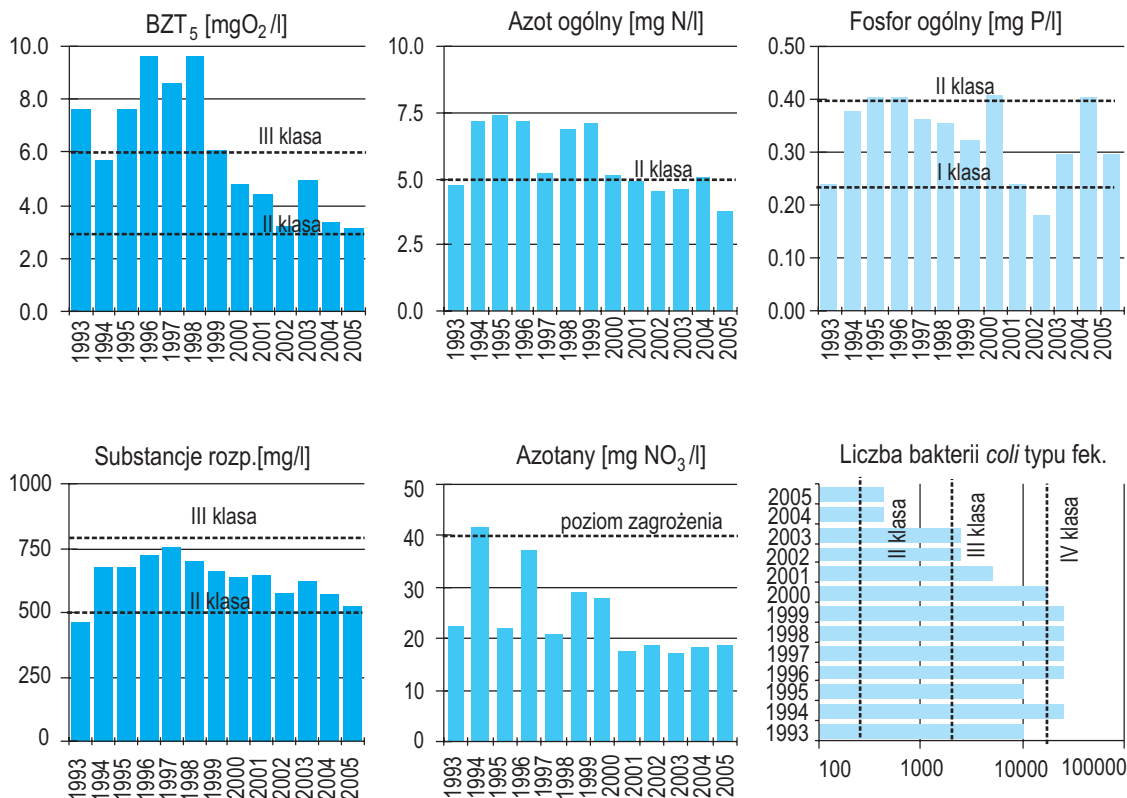 BZT5 [mgO2/l]
10.0
8.0
6.0
4.0
2.0
0.0
III klasa
II klasa
1993 1994 1995 1996 1997 1998 1999 2000 2001 2002 2003 2004 2005
Azot ogólny [mg N/l]
10.0
7.5
5.0
2.5
0.0
II klasa
1993 1994 1995 1996 1997 1998 1999 2000 2001 2002 2003 2004 2005
Fosfor ogólny [mg P/l]
0.50
0.40
0.30
0.20
0.00
II klasa
I klasa
1993 1994 1995 1996 1997 1998 1999 2000 2001 2002 2003 2004 2005
Substancje rozp.[mg/l]
1000
750
500
250
0
III klasa
II klasa
1993 1994 1995 1996 1997 1998 1999 2000 2001 2002 2003 2004 2005
Azotany [mg NO3/l]
50
40
30
20
10
0
poziom zagrożenia
1993 1994 1995 1996 1997 1998 1999 2000 2001 2002 2003 2004 2005
Liczba bakterii coli typu fek.
2005
2004
2003
2002
2001
2000
1999
1998
1997
1996
1995
1994
1993
II klasa
III klasa
IV klasa
100 1000 10000 100000